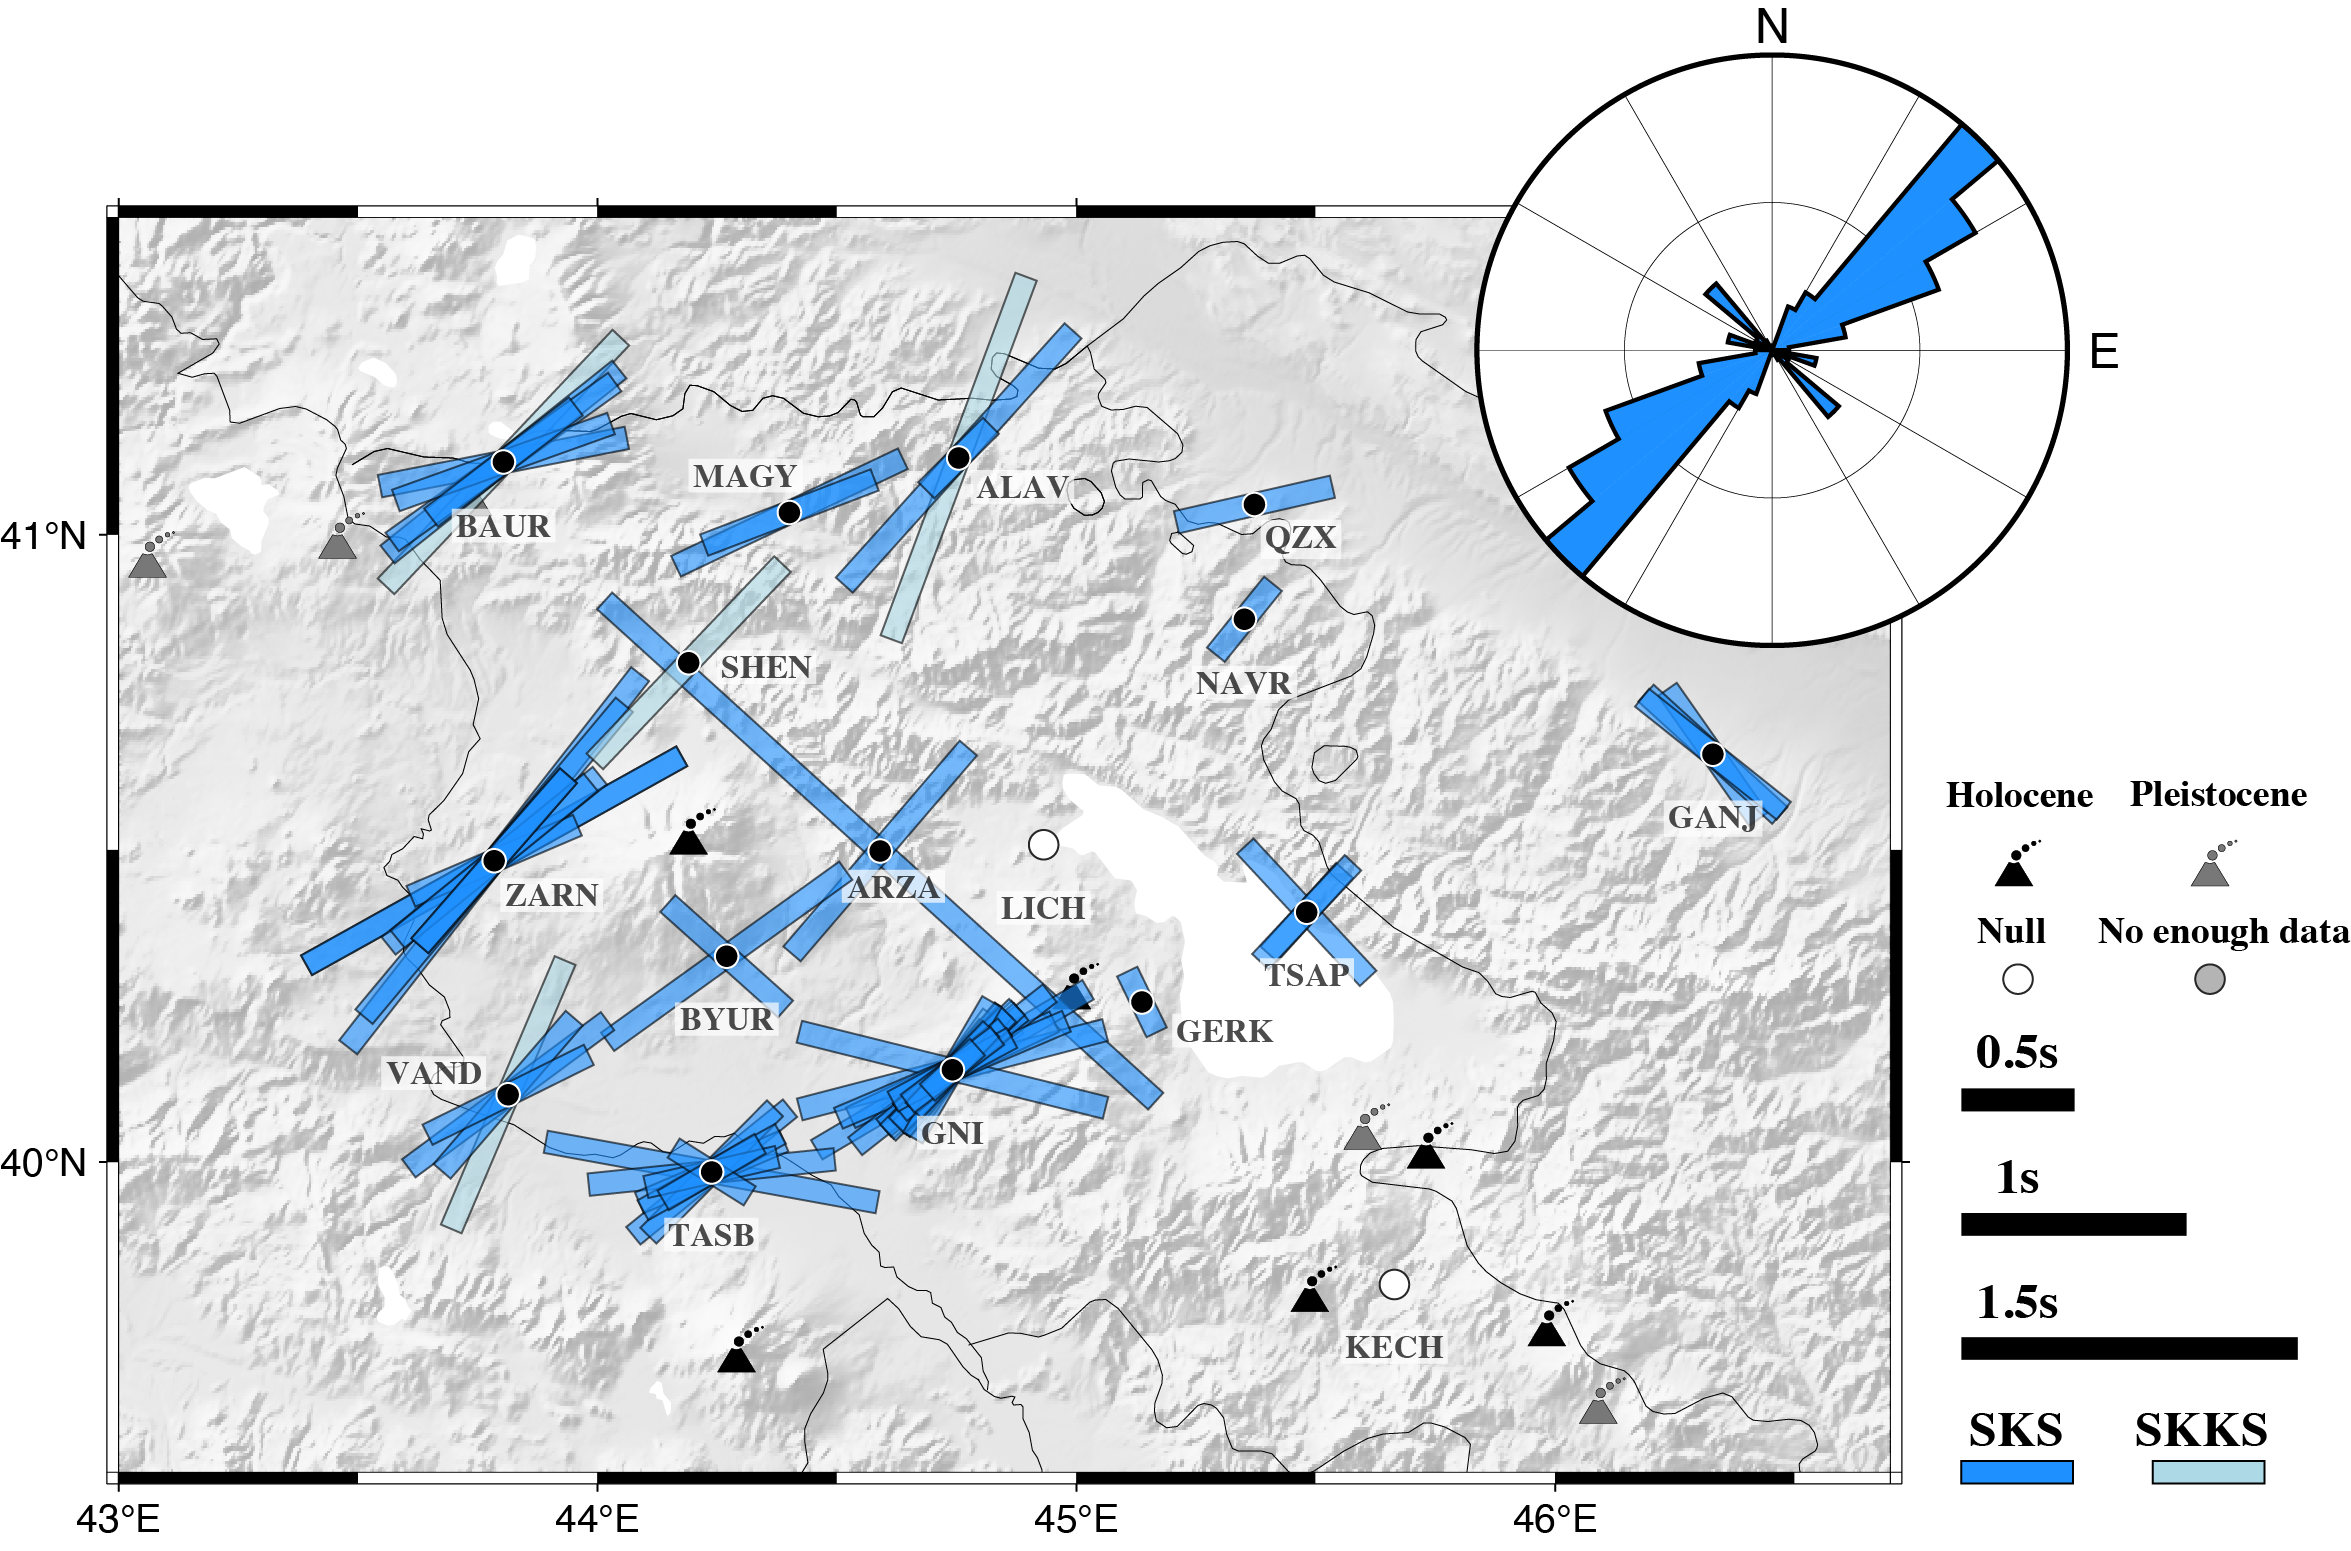 N
E
MAGY
ALAV
BAUR
QZX
41°N
SHEN
NAVR
Holocene
Pleistocene
GANJ
ARZA
ZARN
LICH
Null
No enough data
TSAP
BYUR
GERK
0.5s
VAND
GNI
40°N
1s
TASB
1.5s
KECH
SKS
SKKS
43°E
44°E
45°E
46°E